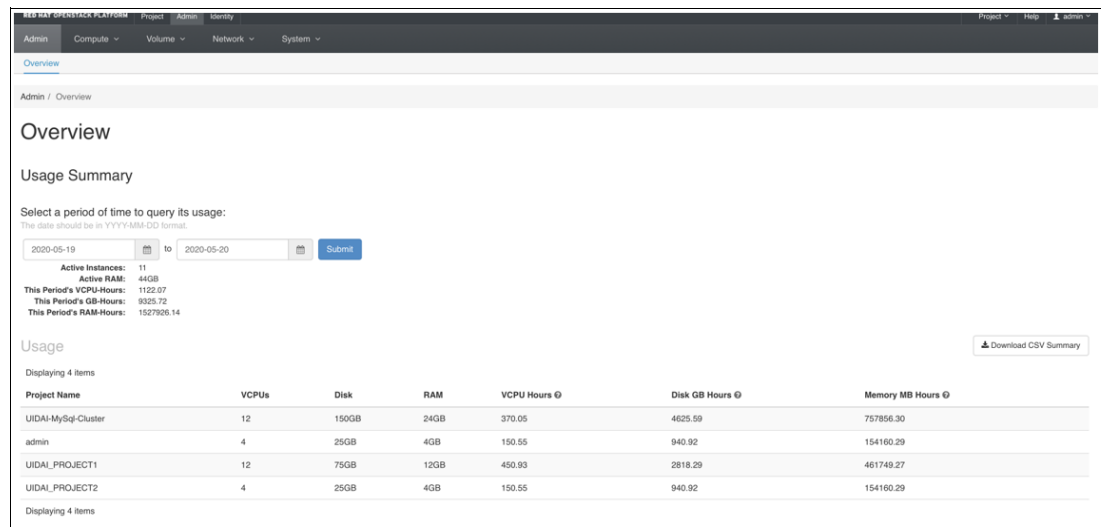 RED HAT OPENSTACK PLATFORM Project Admin Identity Project Help admin
Admin Compute Volume Network System
Overview
Admin / Overview
Overview
Usage Summary
Select a period of time to query its usage:
The date should be in YYYY-MM-DD format.
2020-05-19 to 2020-05-20 Submit
Active Instances: 11
Active RAM: 44GB
This Period's VCPU-Hours: 1122.07
This Period's GB-Hours: 9325.72
This Period's RAM-Hours: 1527926.14
Usage Download CSV Summary
Displaying 4 items
Project Name VCPUs Disk RAM VCPU Hours Disk GB Hours Memory MB Hours
UIDAI-MySql-Cluster 12 150GB 24GB 370.05 4625.59 757856.30
admin 4 25GB 4GB 150.55 940.92 154160.29
UIDAI_PROJECT1 12 75GB 12GB 450.93 2818.29 461749.27
UIDAI_PROJECT2 4 25GB 4GB 150.55 940.92 154160.29
Displaying 4 items